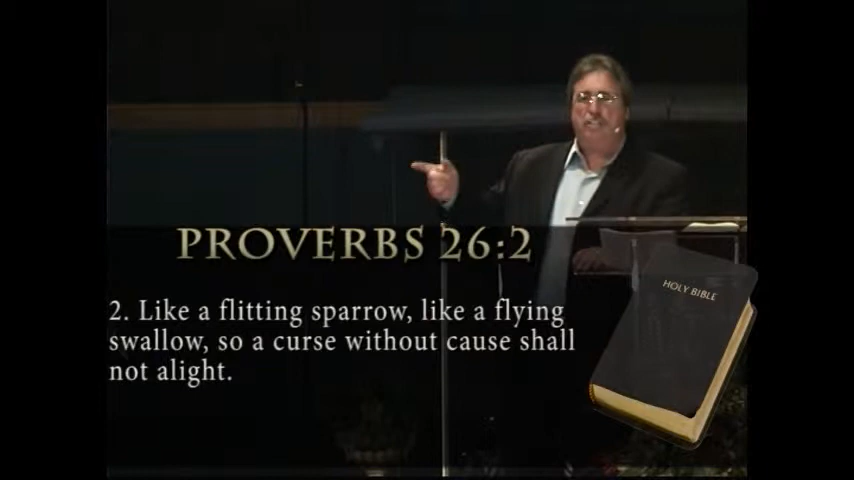 PROVERBS 26:2
2. Like a flitting sparrow, like a flying
swallow, so a curse without cause shall
not alight.
HOLY BIBLE